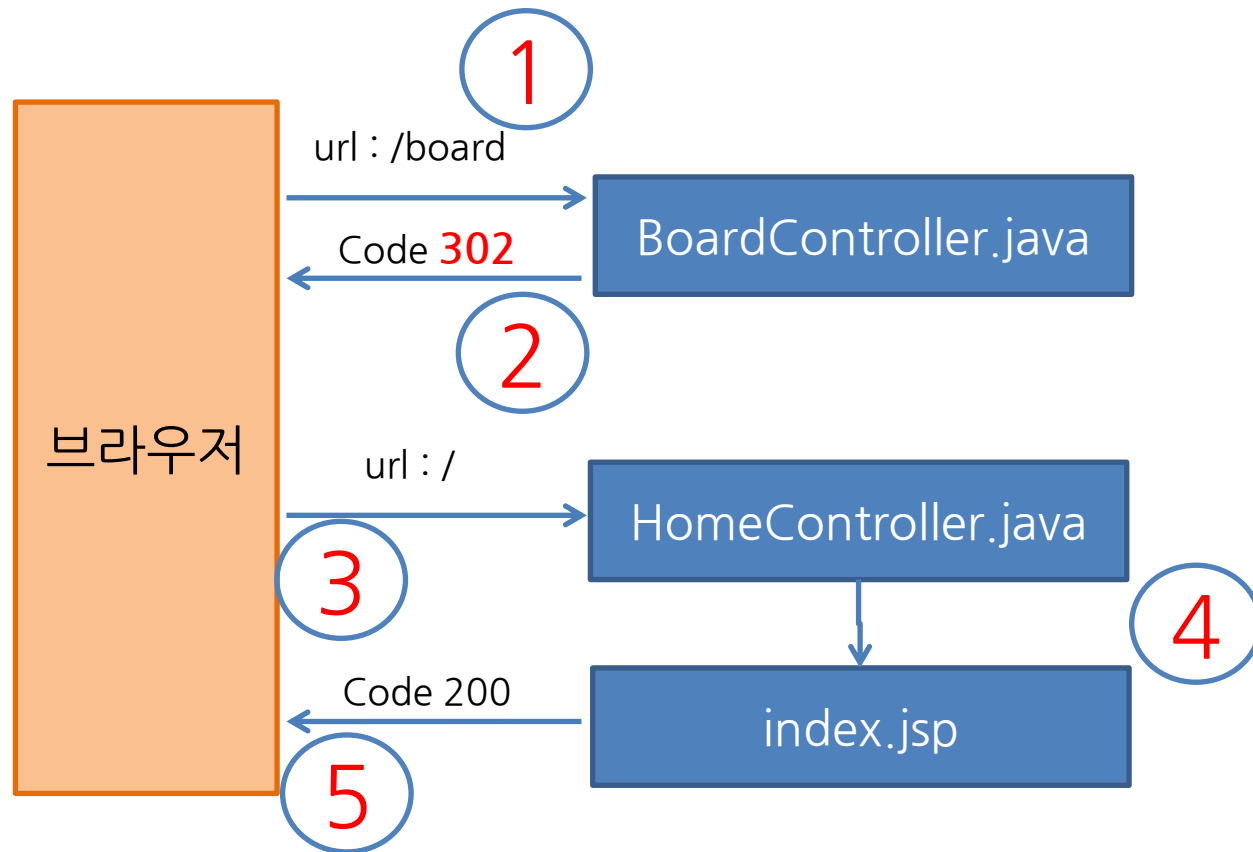 1
url : /board
BoardController.java
Code 302
2
브라우저
url : /
HomeController.java
3
4
Code 200
index.jsp
5